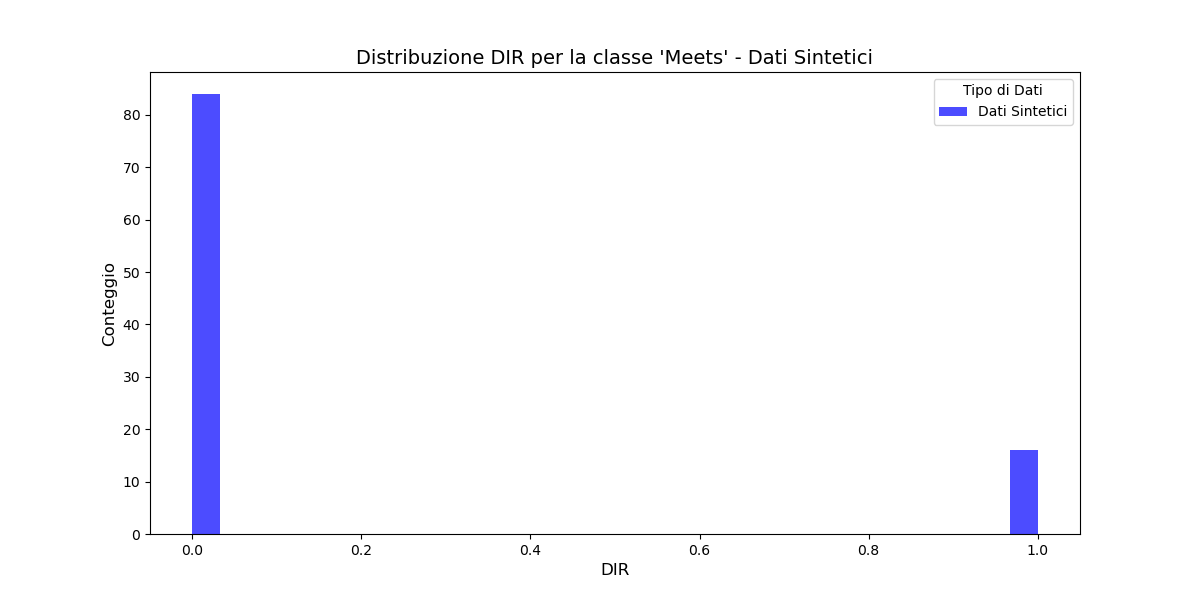 Distribuzione DIR per la classe 'Meets' - Dati Sintetici
Tipo di Dati
Dati Sintetici
Conteggio
80
70
60
50
40
30
20
10
0
0.0 0.2 0.4 0.6 0.8 1.0
DIR